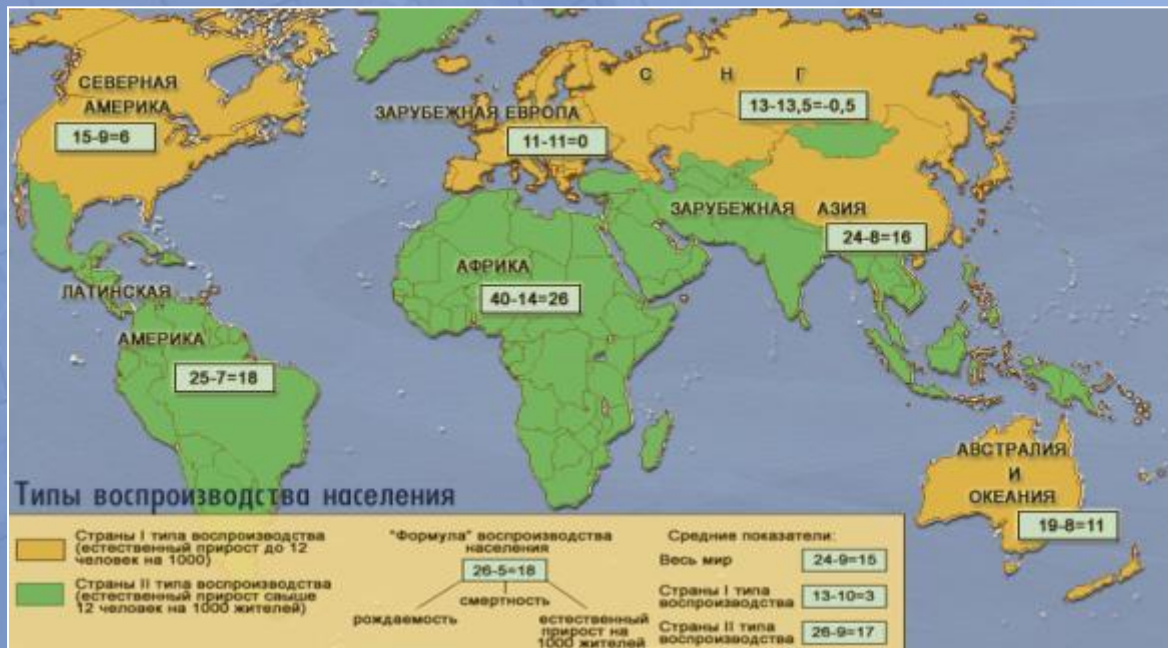 СЕВЕРНАЯ
АМЕРИКА
15-9=6
ЗАРУБЕЖНАЯ ЕВРОПА
11-11=0
С Н Г
13-13,5=-0,5
ЗАРУБЕЖНАЯ АЗИЯ
24-8=16
АФРИКА
40-14=26
ЛАТИНСКАЯ
АМЕРИКА
25-7=18
АВСТРАЛИЯ
И
ОКЕАНИЯ
19-8=11
Типы воспроизводства населения
Страны I типа воспроизводства
(естественный прирост до 12
человек на 1000)
Страны II типа воспроизводства
(естественный прирост свыше
12 человек на 1000 жителей)
"Формула" воспроизводства
населения
26-5=18
рождаемость
смертность
естественный
прирост на
1000 жителей
Средние показатели:
Весь мир
24-9=15
Страны I типа
воспроизводства
13-10=3
Страны II типа
воспроизводства
26-9=17